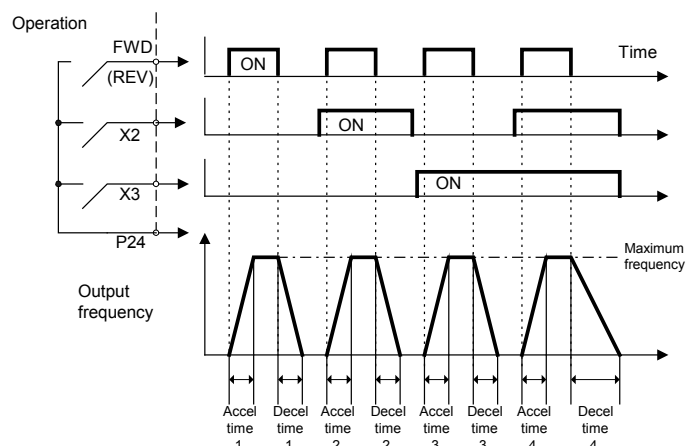 Operation
FWD
(REV)
ON
Time
X2
ON
X3
ON
P24
Maximum
frequency
Output
frequency
Accel
time
1
Decel
time
1
Accel
time
2
Decel
time
2
Accel
time
3
Decel
time
3
Accel
time
4
Decel
time
4